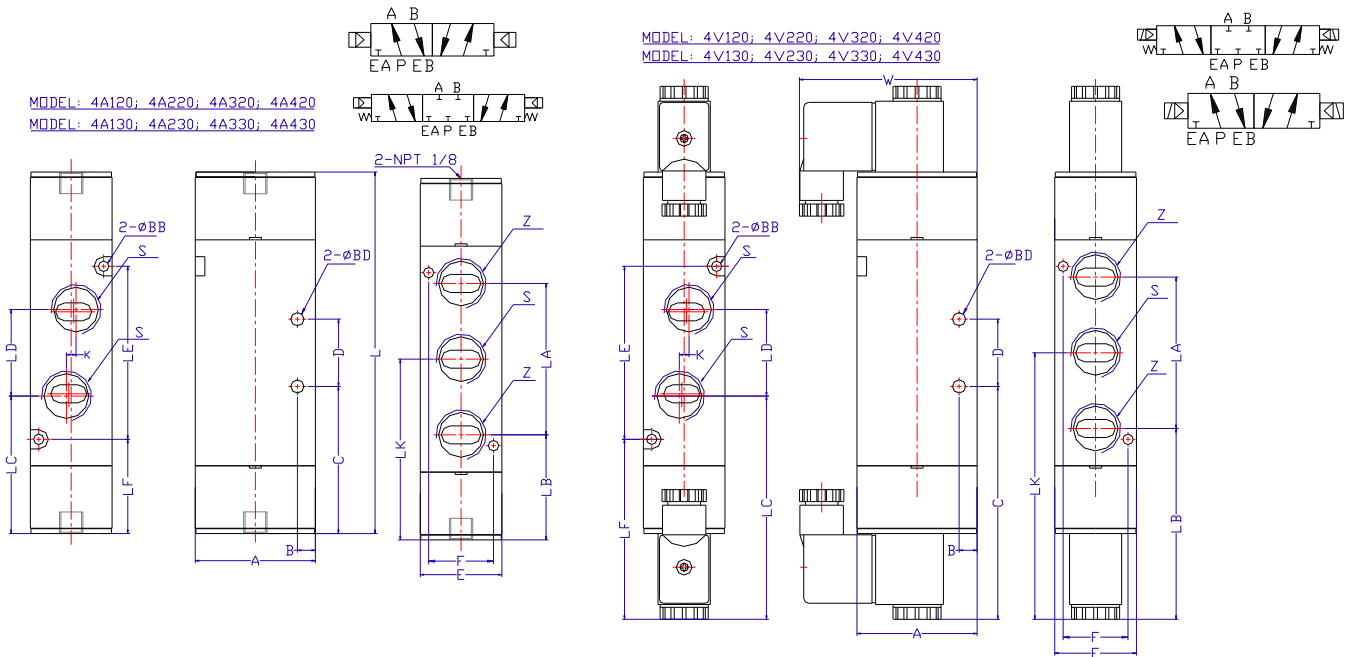 A B
EA P EB
A B
EA P EB
MODEL: 4A120; 4A220; 4A320; 4A420
MODEL: 4A130; 4A230; 4A330; 4A430
2-NPT 1/8
2-øBB
S
S
LD
LE
K
LC
LF
2-øBD
D
L
C
B
A
Z
S
Z
LA
LK
LB
F
E
MODEL: 4V120; 4V220; 4V320; 4V420
MODEL: 4V130; 4V230; 4V330; 4V430
A B
EA P EB
A B
EA P EB
W
2-øBB
S
S
LE
LD
K
LF
LC
2-øBD
D
C
B
A
Z
S
Z
LA
LK
LB
F
F